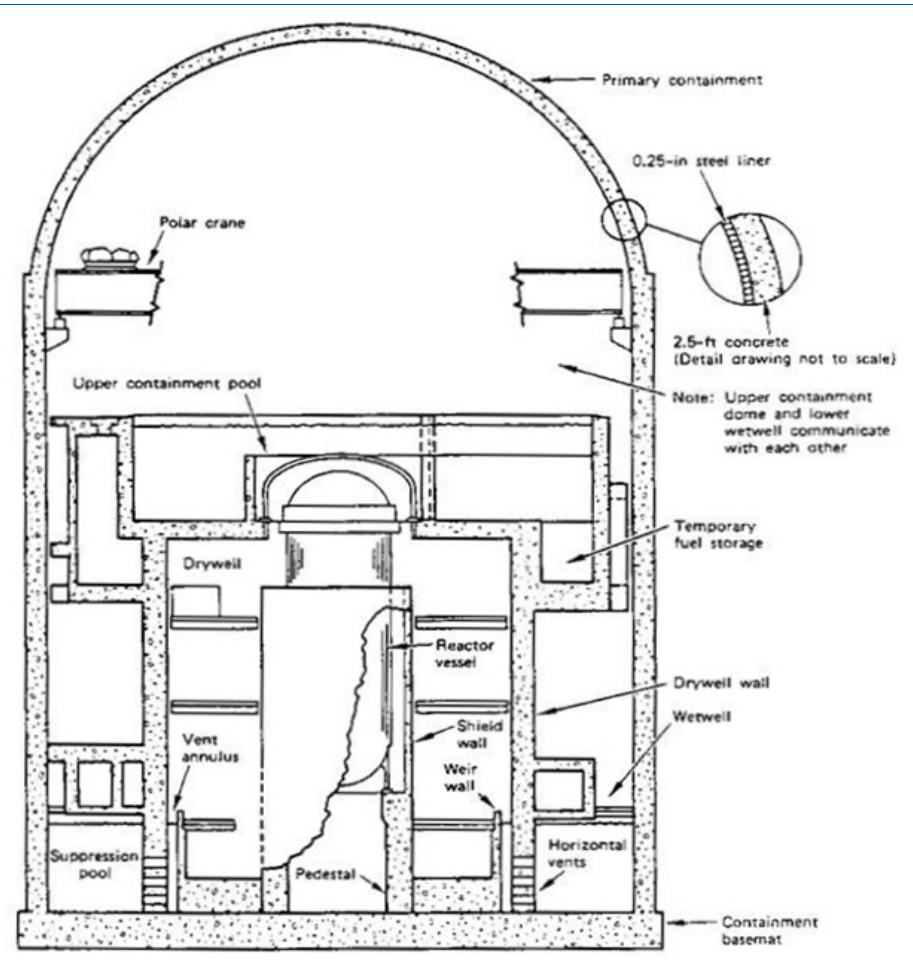 Primary containment
0.25-in steel liner
Polar crane
2.5-ft concrete
(Detail drawing not to scale)
Upper containment pool
Note: Upper containment
dome and lower
wetwell communicate
with each other
Temporary
fuel storage
Drywell
Reactor
vessel
Drywell wall
Wetwell
Shield
wall
Vent
annulus
Weir
wall
Suppression
pool
Pedestal
Horizontal
vents
Containment
basemat